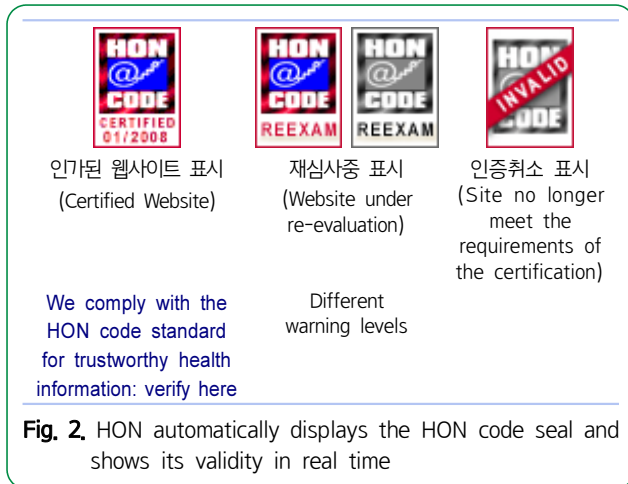 HON
@
CODE
CERTIFIED
01/2008
HON
@
CODE
REEXAM
HON
@
CODE
REEXAM
HON
CODE
INVALID
인가된 웹사이트 표시
(Certified Website)
재심사중 표시
(Website under
re-evaluation)
인증취소 표시
(Site no longer
meet the
requirements of
the certification)
We comply with the
HON code standard
for trustworthy health
information: verify here
Different
warning levels
Fig. 2. HON automatically displays the HON code seal and
shows its validity in real time